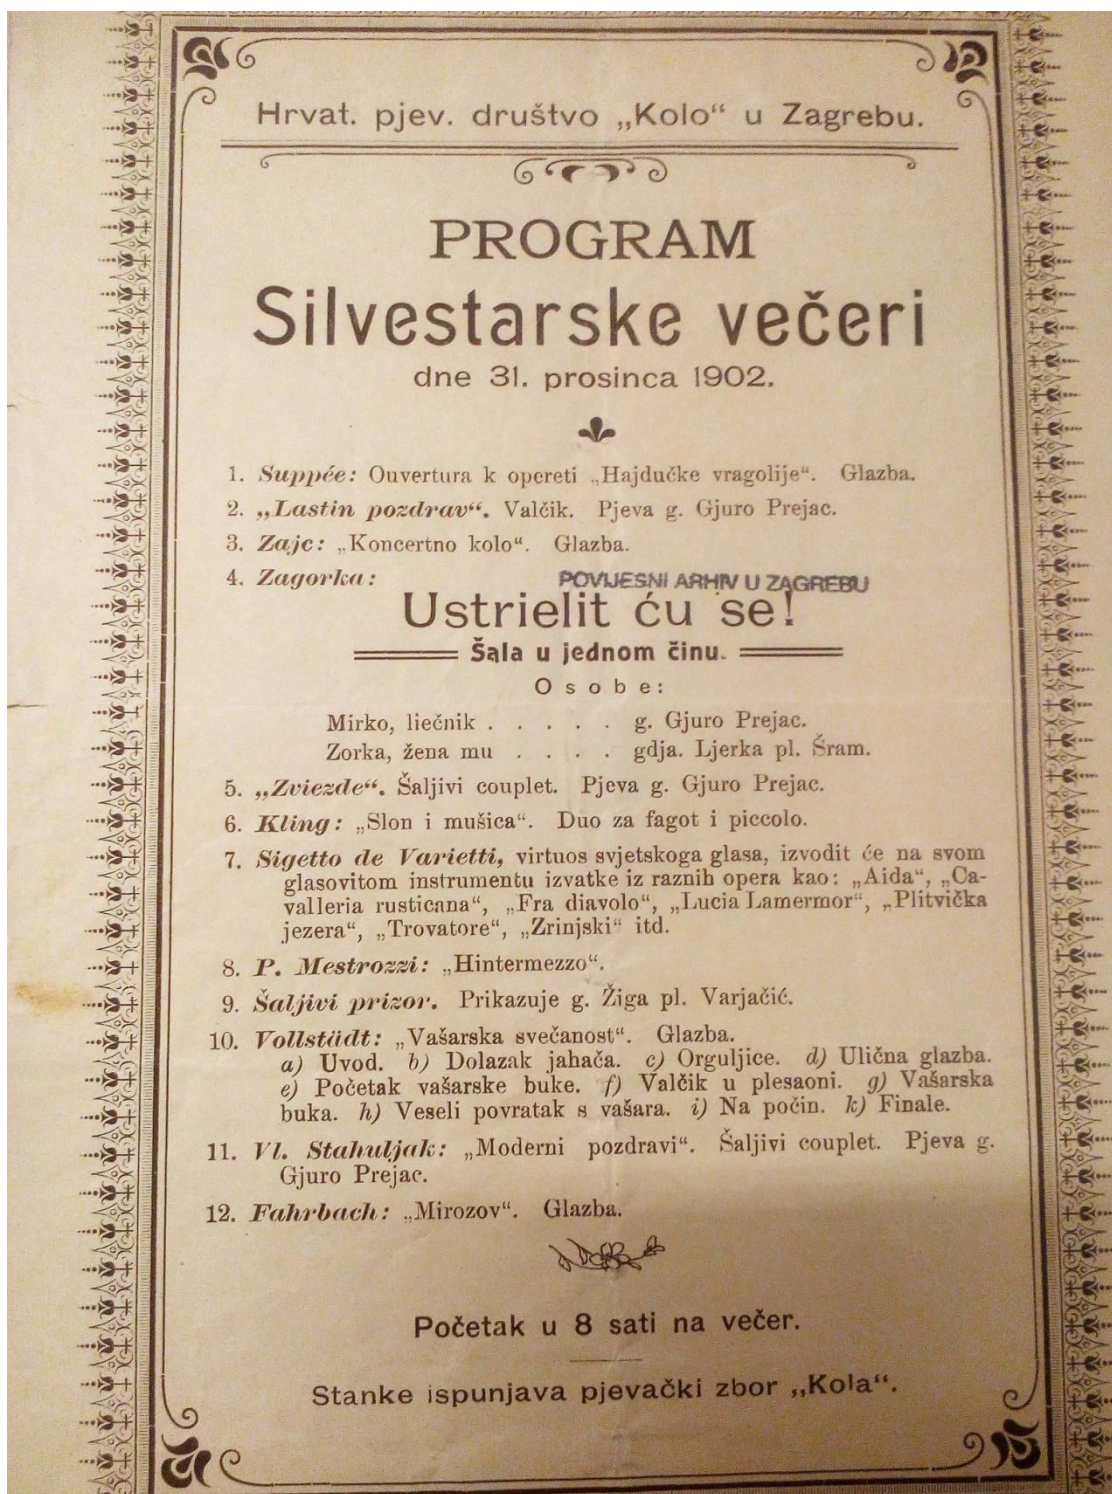 Hrvat. pjev. društvo „Kolo“ u Zagrebu.
PROGRAM
Silvestarske večeri
dne 31. prosinca 1902.
1. Suppée: Ouvertura k opereti „Hajdučke vragolije“. Glazba.
2. „Lastin pozdrav“. Valčik. Pjeva g. Gjuro Prejac.
3. Zajc: „Koncertno kolo“. Glazba.
4. Zagorka:
POVIJESNI ARHIV U ZAGREBU
Ustrielit ću se!
Šala u jednom činu.
Osobe:
Mirko, liečnik . . . . . g. Gjuro Prejac.
Zorka, žena mu . . . . gdja. Ljerka pl. Šram.
5. „Zviezde“. Šaljivi couplet. Pjeva g. Gjuro Prejac.
6. Kling: „Slon i mušica“. Duo za fagot i piccolo.
7. Sigetto de Varietti, virtuos svjetskoga glasa, izvodit će na svom
glasovitom instrumentu izvatke iz raznih opera kao: „Aida“, „Ca-
valleria rusticana“, „Fra diavolo“, „Lucia Lamermor“, „Plitvička
jezera“, „Trovatore“, „Zrinjski“ itd.
8. P. Mestrozzi: „Hintermezzo“.
9. Šaljivi prizor. Prikazuje g. Žiga pl. Varjačić.
10. Vollstädt: „Vašarska svečanost“. Glazba.
a) Uvod. b) Dolazak jahača. c) Orguljice. d) Ulična glazba.
e) Početak vašarske buke. f) Valčik u plesaoni. g) Vašarska
buka. h) Veseli povratak s vašara. i) Na počin. k) Finale.
11. Vl. Stahuljak: „Moderni pozdravi“. Šaljivi couplet. Pjeva g.
Gjuro Prejac.
12. Fahrbach: „Mirozov“. Glazba.
Početak u 8 sati na večer.
Stanke ispunjava pjevački zbor „Kola“.